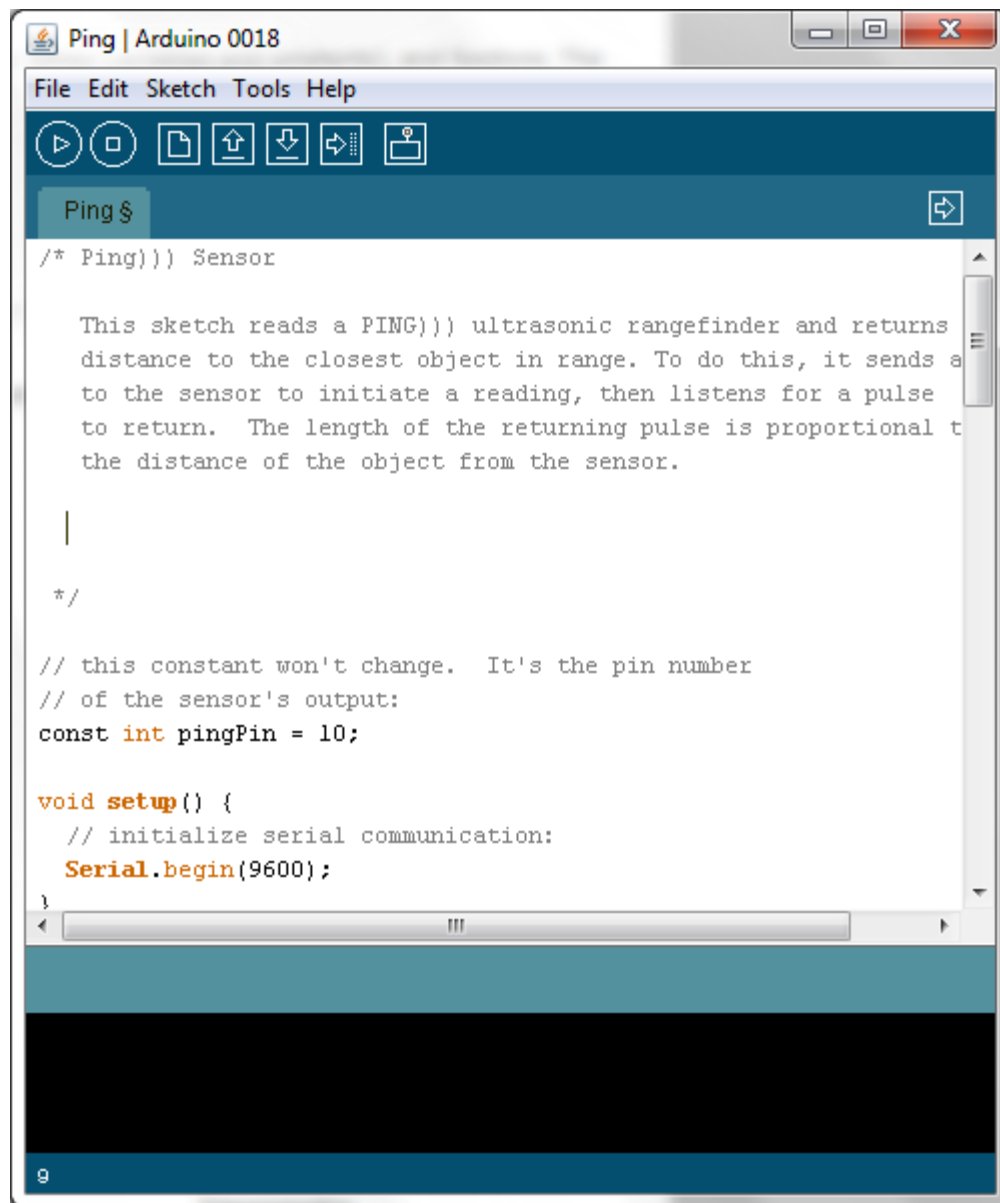 Ping | Arduino 0018
File Edit Sketch Tools Help
Ping §
/* Ping))) Sensor
This sketch reads a PING))) ultrasonic rangefinder and returns
distance to the closest object in range. To do this, it sends a
to the sensor to initiate a reading, then listens for a pulse
to return.  The length of the returning pulse is proportional t
the distance of the object from the sensor.
*/
// this constant won't change.  It's the pin number
// of the sensor's output:
const int pingPin = 10;
void setup() {
// initialize serial communication:
Serial.begin(9600);
}
9